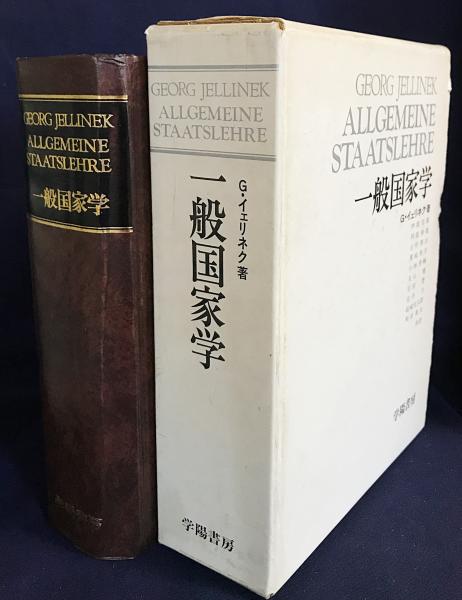 GEORG JELLINEK
ALLGEMEINE
STAATSLEHRE
一般国家学
GEORG JELLINEK
ALLGEMEINE
STAATSLEHRE
G・イェリネク著
一般国家学
学陽書房
GEORG JELLINEK
ALLGEMEINE
STAATSLEHRE
一般国家学
G・イェリネク著
学陽書房